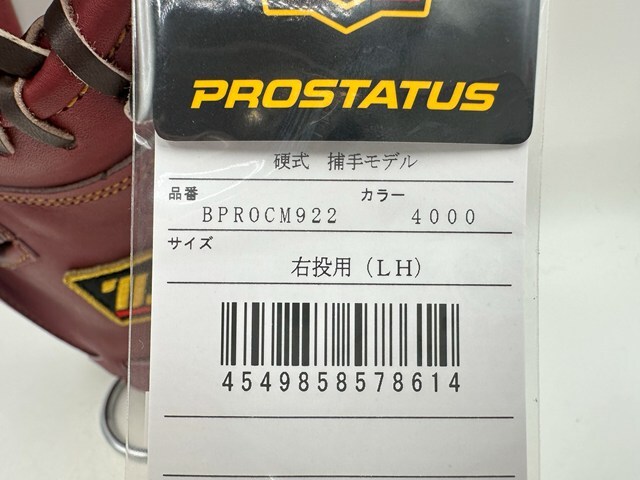 PROSTATUS
硬式 捕手モデル
品番 カラー
BPROCM922 4000
サイズ
右投用(LH)
4549858578614